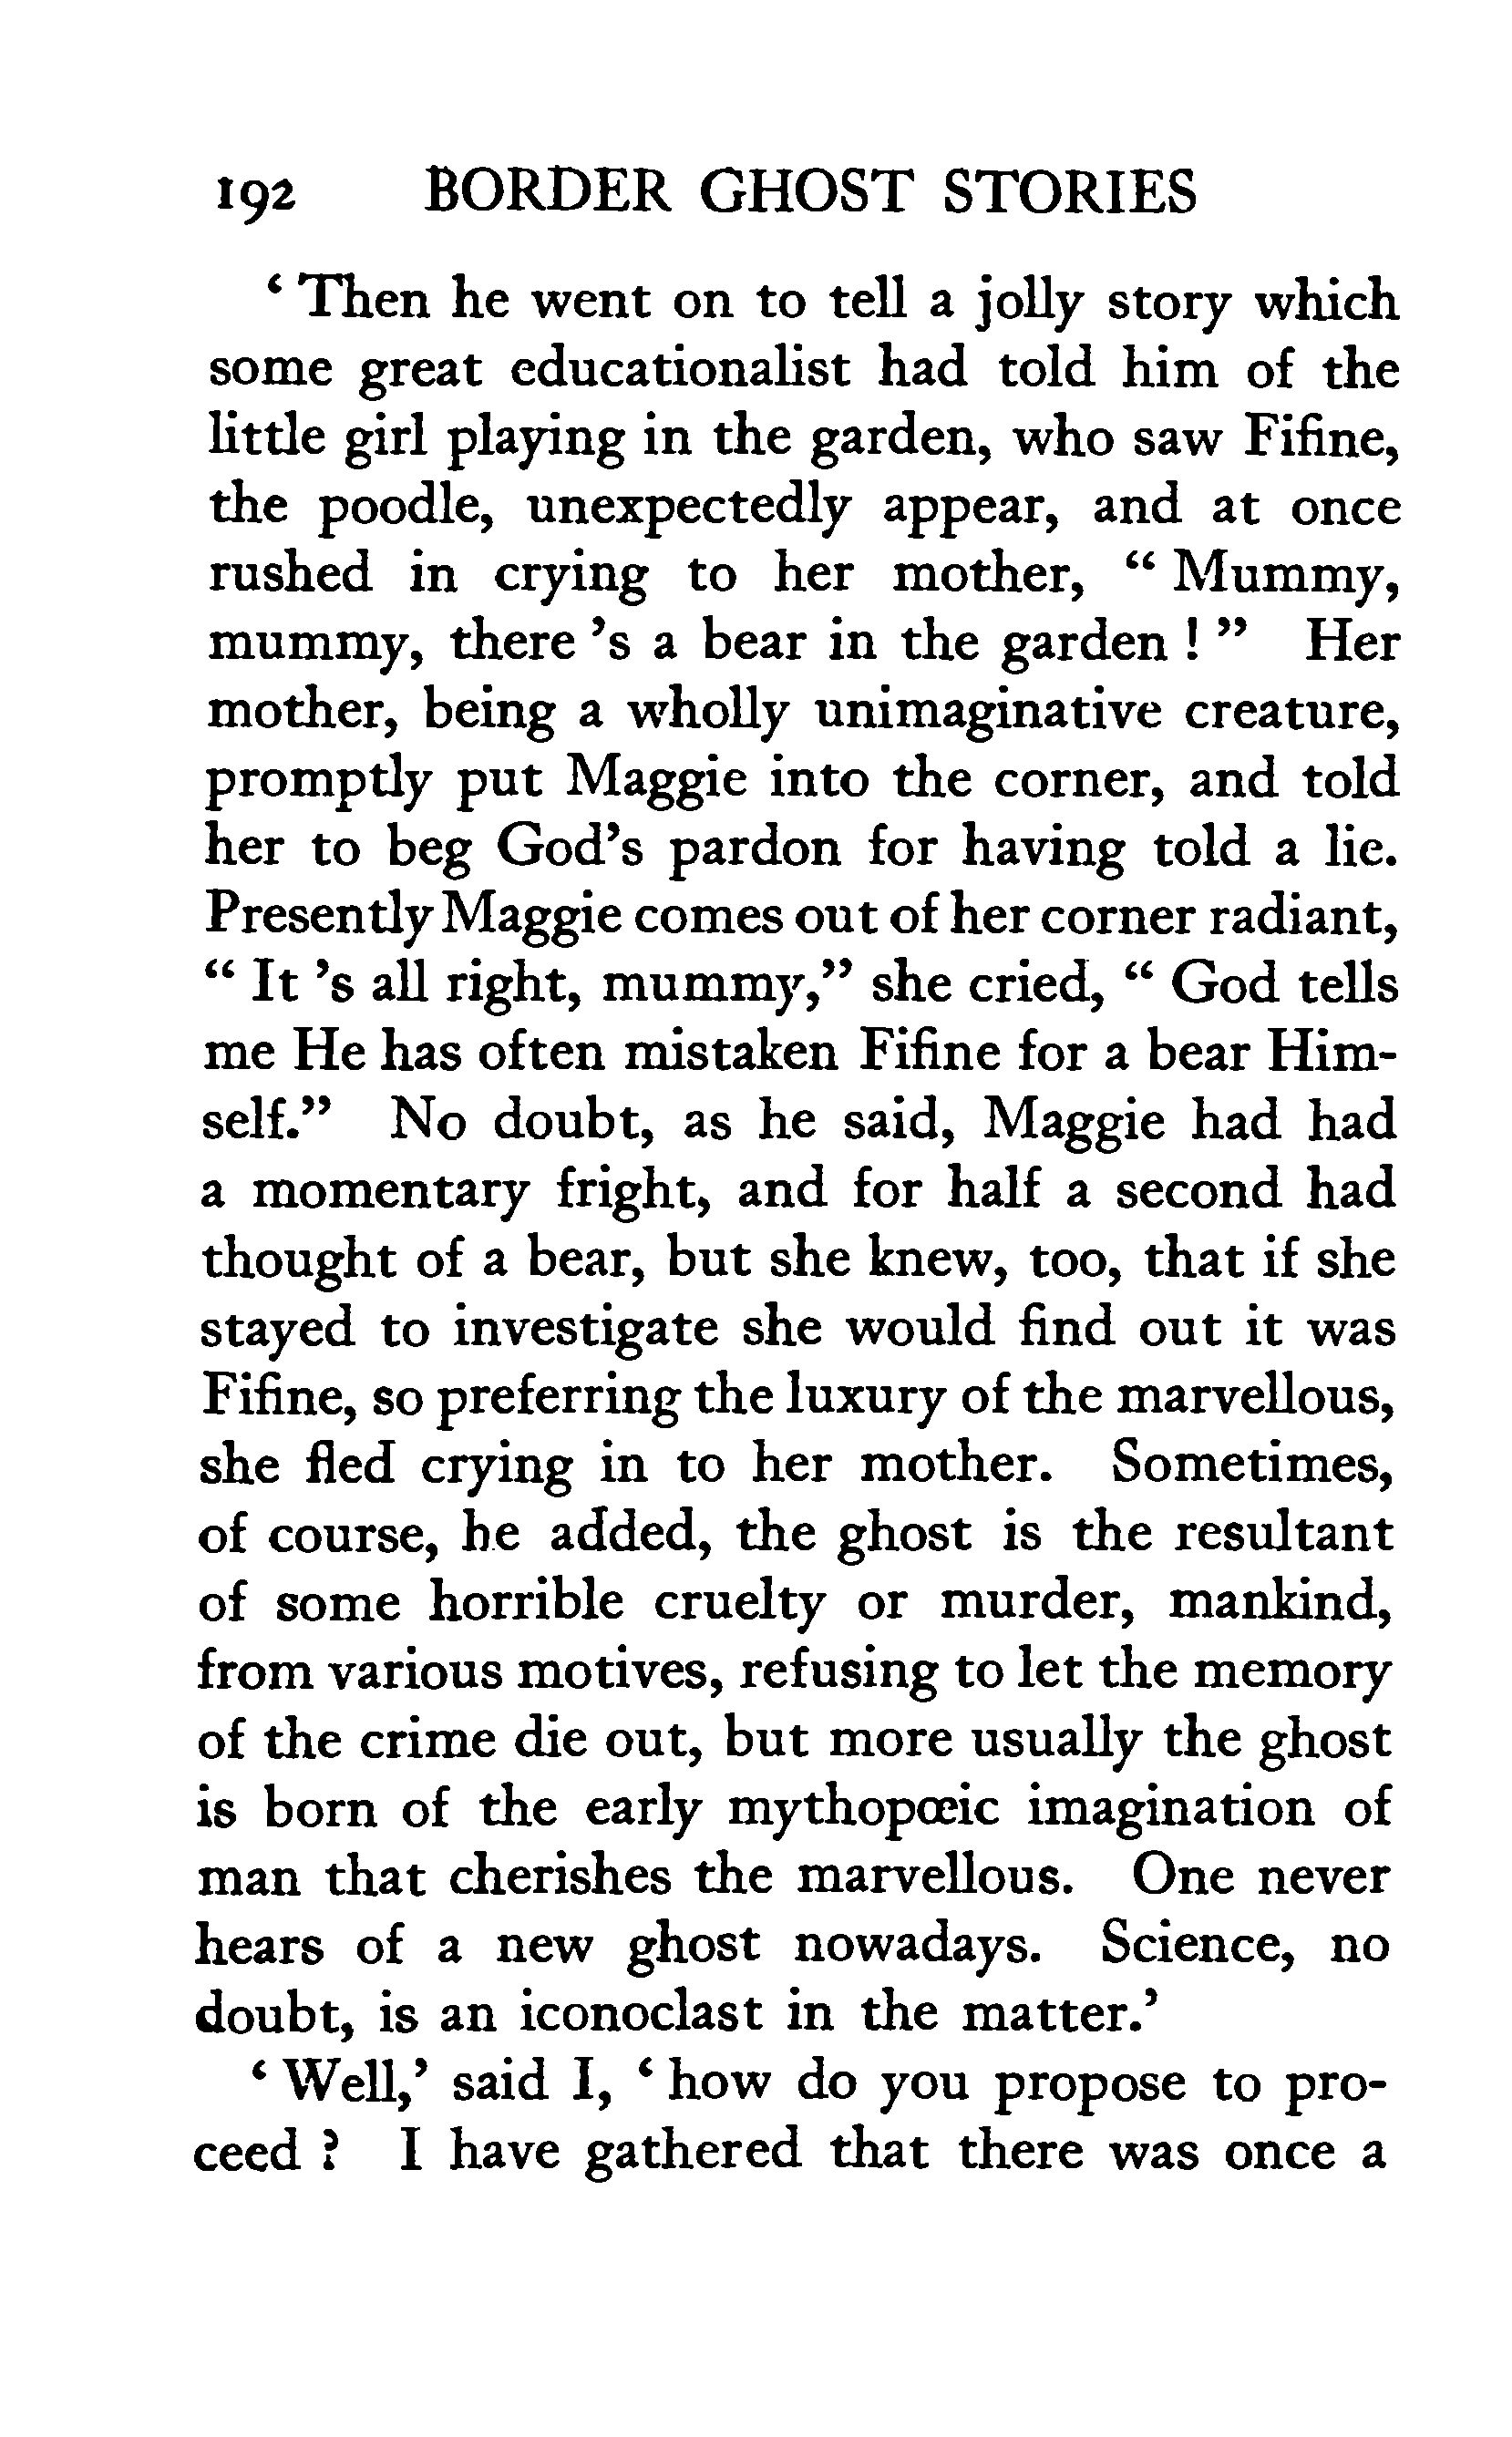 192 BORDER GHOST STORIES
‘ Then he went on to tell a jolly story which
some great educationalist had told him of the
little girl playing in the garden, who saw Fifine,
the poodle, unexpectedly appear, and at once
rushed in crying to her mother, “ Mummy,
mummy, there ’s a bear in the garden ! ” Her
mother, being a wholly unimaginative creature,
promptly put Maggie into the corner, and told
her to beg God’s pardon for having told a lie.
Presently Maggie comes out of her corner radiant,
“ It ’s all right, mummy,” she cried, “ God tells
me He has often mistaken Fifine for a bear Him-
self.” No doubt, as he said, Maggie had had
a momentary fright, and for half a second had
thought of a bear, but she knew, too, that if she
stayed to investigate she would find out it was
Fifine, so preferring the luxury of the marvellous,
she fled crying in to her mother. Sometimes,
of course, he added, the ghost is the resultant
of some horrible cruelty or murder, mankind,
from various motives, refusing to let the memory
of the crime die out, but more usually the ghost
is born of the early mythopœic imagination of
man that cherishes the marvellous. One never
hears of a new ghost nowadays. Science, no
doubt, is an iconoclast in the matter.’
‘ Well,’ said I, ‘ how do you propose to pro-
ceed ? I have gathered that there was once a